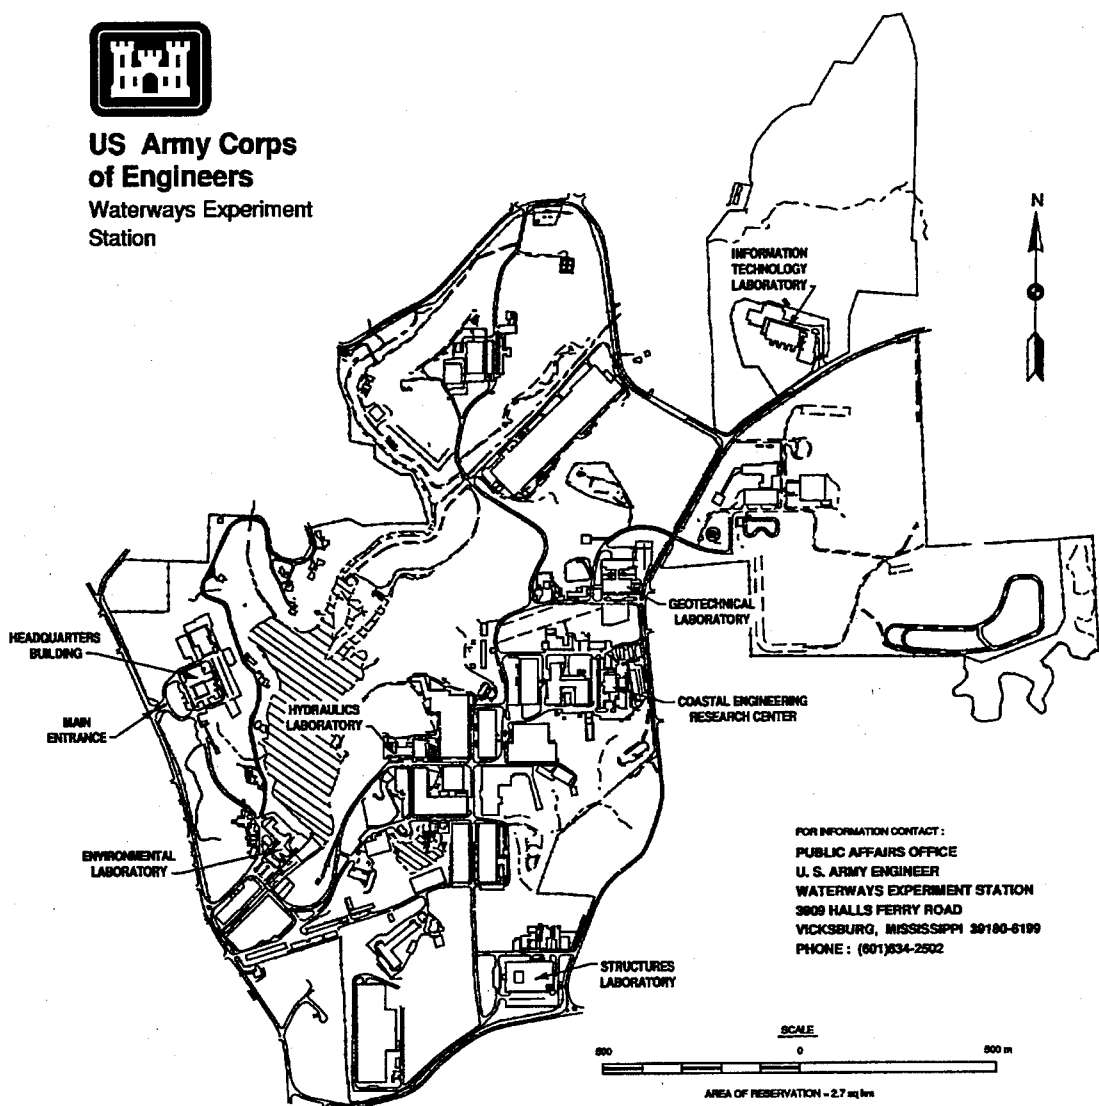 US Army Corps
of Engineers
Waterways Experiment
Station
N
INFORMATION
TECHNOLOGY
LABORATORY
GEOTECHNICAL
LABORATORY
HEADQUARTERS
BUILDING
COASTAL ENGINEERING
RESEARCH CENTER
HYDRAULICS
LABORATORY
MAIN
ENTRANCE
ENVIRONMENTAL
LABORATORY
FOR INFORMATION CONTACT :
PUBLIC AFFAIRS OFFICE
U. S. ARMY ENGINEER
WATERWAYS EXPERIMENT STATION
3909 HALLS FERRY ROAD
VICKSBURG, MISSISSIPPI 39180-6199
PHONE : (601)634-2502
STRUCTURES
LABORATORY
SCALE
500 0 500 m
AREA OF RESERVATION = 2.7 sq km